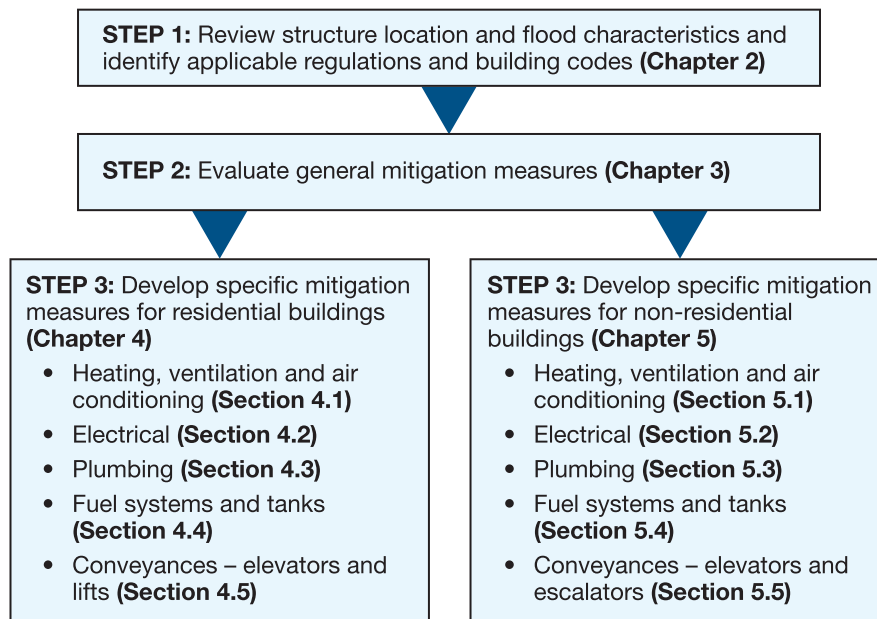 STEP 1: Review structure location and flood characteristics and
identify applicable regulations and building codes (Chapter 2)
STEP 2: Evaluate general mitigation measures (Chapter 3)
STEP 3: Develop specific mitigation
measures for residential buildings
(Chapter 4)
• Heating, ventilation and air
conditioning (Section 4.1)
• Electrical (Section 4.2)
• Plumbing (Section 4.3)
• Fuel systems and tanks
(Section 4.4)
• Conveyances – elevators and
lifts (Section 4.5)
STEP 3: Develop specific mitigation
measures for non-residential
buildings (Chapter 5)
• Heating, ventilation and air
conditioning (Section 5.1)
• Electrical (Section 5.2)
• Plumbing (Section 5.3)
• Fuel systems and tanks
(Section 5.4)
• Conveyances – elevators and
escalators (Section 5.5)